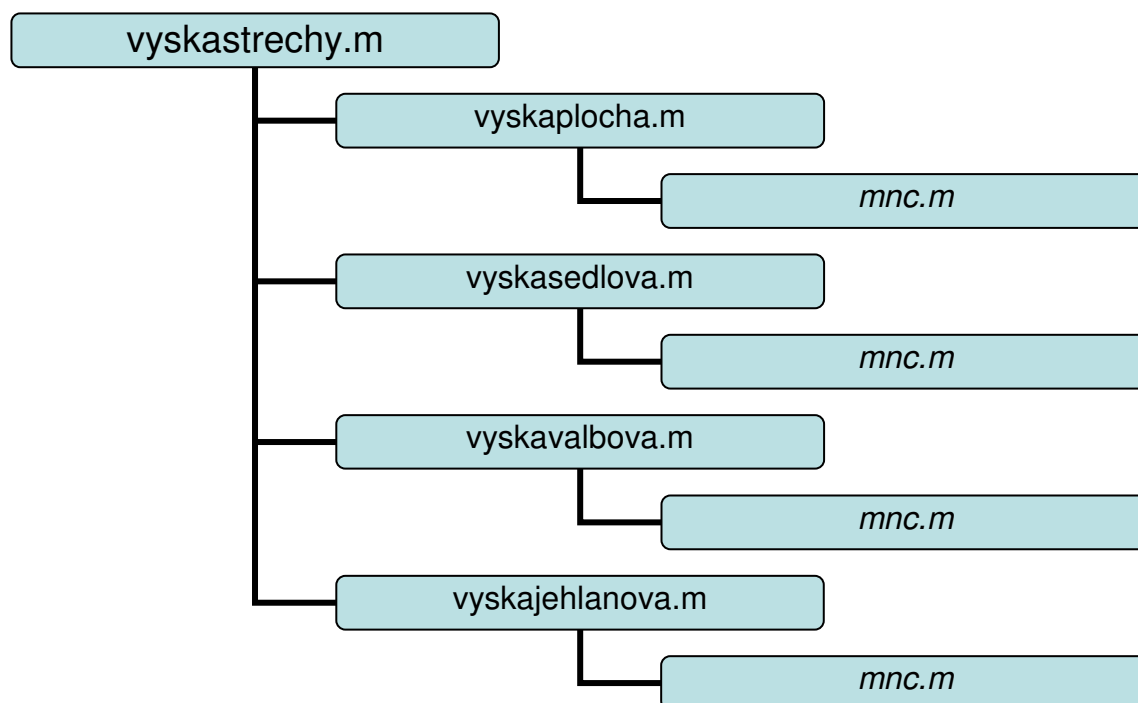 vyskastrechy.m
vyskaplocha.m
mnc.m
vyskasedlova.m
mnc.m
vyskavalbova.m
mnc.m
vyskajehlanova.m
mnc.m